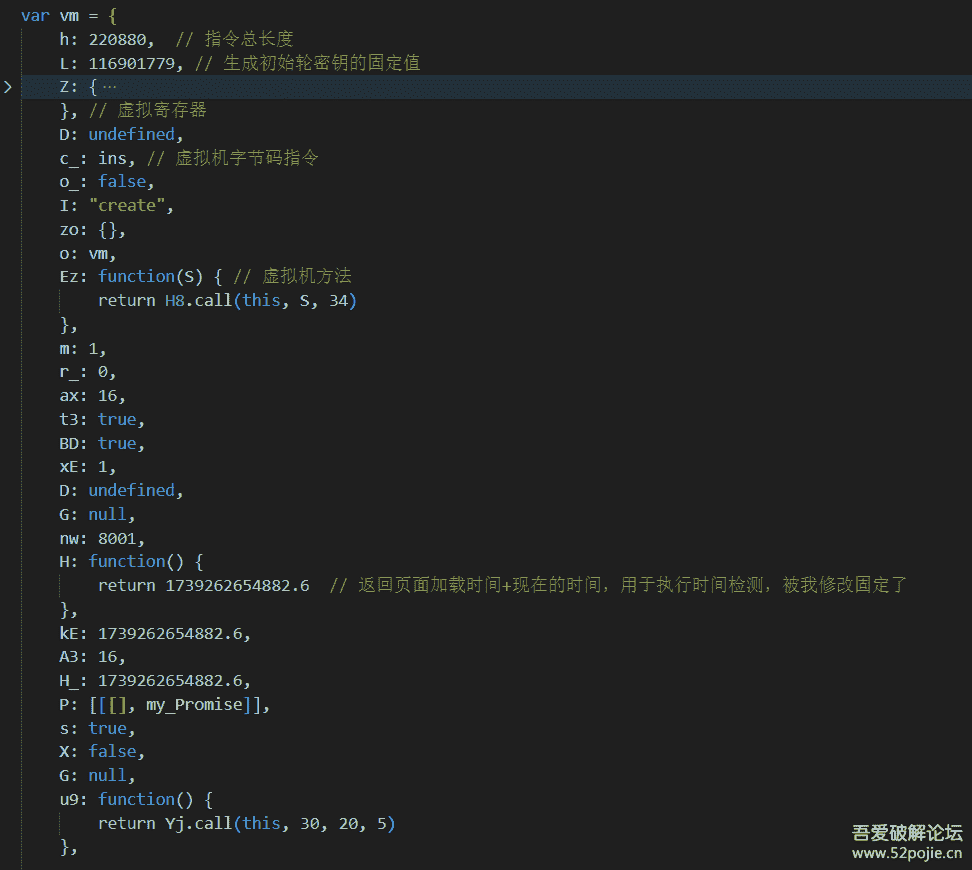 var vm = {
h: 220880,  // 指令总长度
L: 116901779, // 生成初始轮密钥的固定值
Z: {···
}, // 虚拟寄存器
D: undefined,
c_: ins, // 虚拟机字节码指令
o_: false,
I: "create",
zo: {},
o: vm,
Ez: function(S) { // 虚拟机方法
return H8.call(this, S, 34)
},
m: 1,
r_: 0,
ax: 16,
t3: true,
BD: true,
xE: 1,
D: undefined,
G: null,
nw: 8001,
H: function() {
return 1739262654882.6  // 返回页面加载时间+现在的时间，用于执行时间检测，被我修改固定了
},
kE: 1739262654882.6,
A3: 16,
H_: 1739262654882.6,
P: [[[[], my_Promise]],
s: true,
X: false,
G: null,
u9: function() {
return Yj.call(this, 30, 20, 5)
},
吾爱破解论坛
www.52pojie.cn